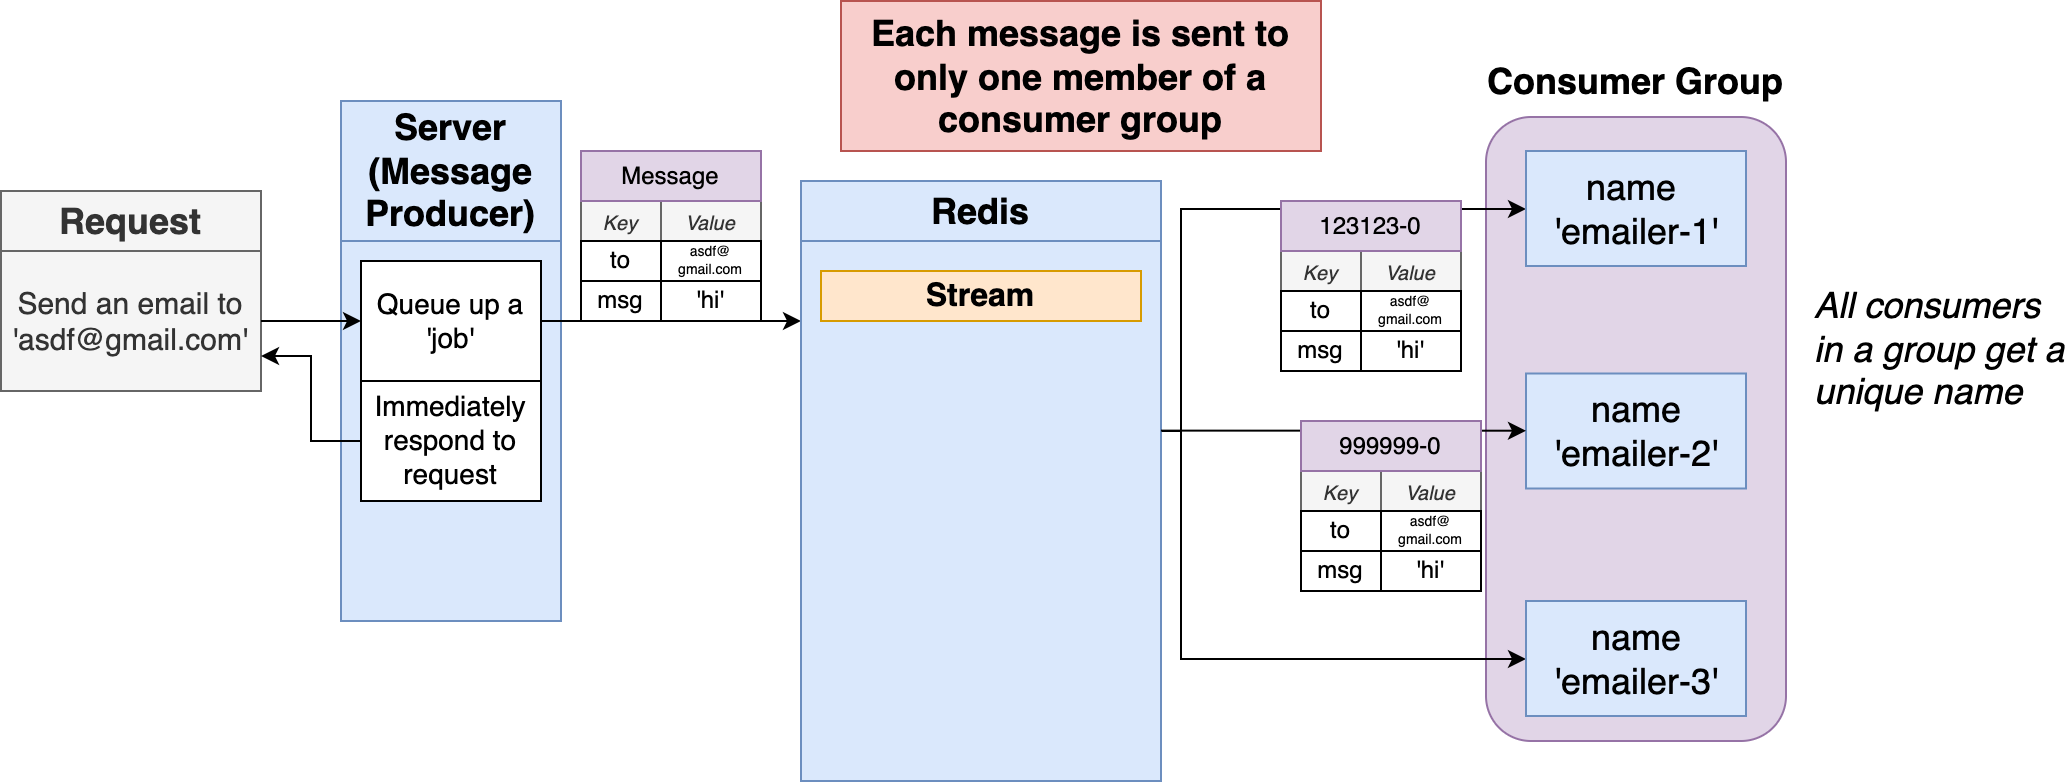 Each message is sent to
only one member of a
consumer group
Request
Send an email to
'asdf@gmail.com'
Server
(Message
Producer)
Queue up a
'job'
Immediately
respond to
request
Message
Key Value
to asdf@
gmail.com
msg 'hi'
Redis
Stream
123123-0
Key Value
to asdf@
gmail.com
msg 'hi'
999999-0
Key Value
to asdf@
gmail.com
msg 'hi'
Consumer Group
name
'emailer-1'
name
'emailer-2'
name
'emailer-3'
All consumers
in a group get a
unique name